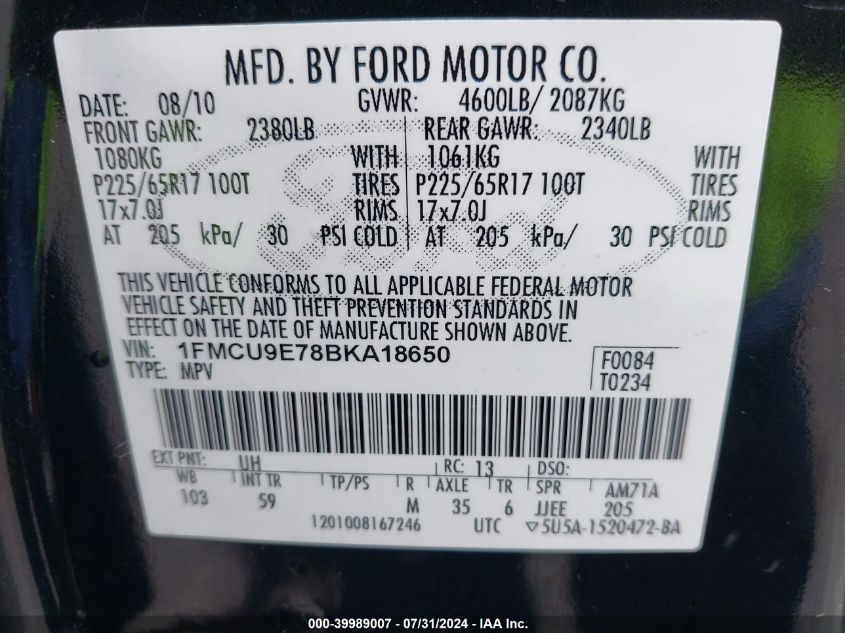 MFD. BY FORD MOTOR CO.
DATE: 08/10 GVWR: 4600LB/ 2087KG
FRONT GAWR: 2380LB REAR GAWR: 2340LB
1080KG WITH 1061KG WITH
P225/65R17 100T TIRES P225/65R17 100T TIRES
17x7.0J RIMS 17x7.0J RIMS
AT 205 kPa/ 30 PSI COLD AT 205 kPa/ 30 PSI COLD
THIS VEHICLE CONFORMS TO ALL APPLICABLE FEDERAL MOTOR
VEHICLE SAFETY AND THEFT PREVENTION STANDARDS IN
EFFECT ON THE DATE OF MANUFACTURE SHOWN ABOVE.
VIN: 1FMCU9E78BKA18650 F0084
TYPE: MPV T0234
EXT PNT: UH RC: 13 DSO:
WB INT TR TP/PS R AXLE TR SPR AM71A
103 59 M 35 6 JJEE 205
1201008167246 UTC ▽5U5A-1520472-BA
000-39989007 - 07/31/2024 - IAA Inc.